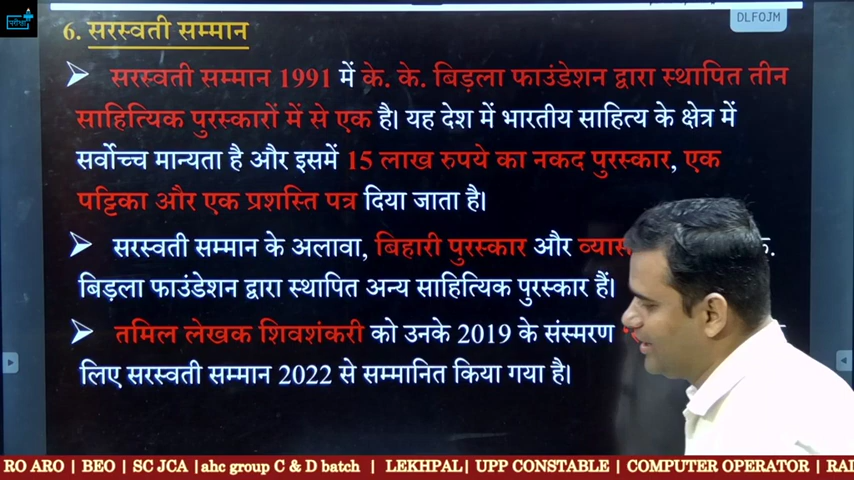 परीक्षा
DLFOJM
6. सरस्वती सम्मान
➤ सरस्वती सम्मान 1991 में के. के. बिड़ला फाउंडेशन द्वारा स्थापित तीन
साहित्यिक पुरस्कारों में से एक है। यह देश में भारतीय साहित्य के क्षेत्र में
सर्वोच्च मान्यता है और इसमें 15 लाख रुपये का नकद पुरस्कार, एक
पट्टिका और एक प्रशस्ति पत्र दिया जाता है।
➤ सरस्वती सम्मान के अलावा, बिहारी पुरस्कार और
बिड़ला फाउंडेशन द्वारा स्थापित अन्य साहित्यिक पुरस्कार हैं।
➤ तमिल लेखक शिवशंकरी को उनके 2019 के संस्मरण
लिए सरस्वती सम्मान 2022 से सम्मानित किया गया है।
RO ARO | BEO | SC JCA |ahc group C & D batch | LEKHPAL| UPP CONSTABLE | COMPUTER OPERATOR |